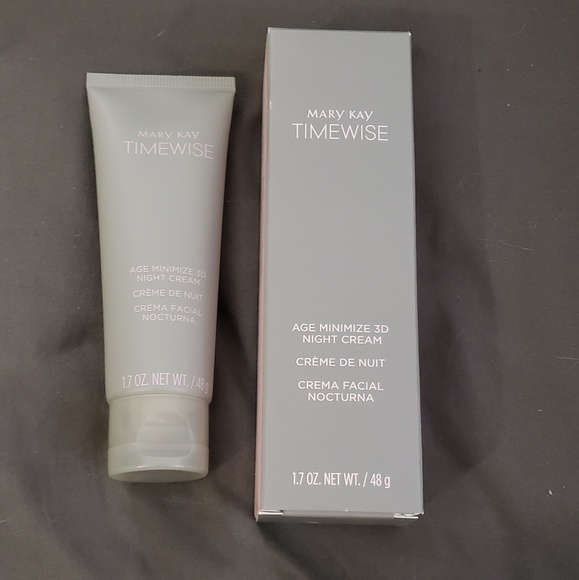 MARY KAY
TIMEWISE
AGE MINIMIZE 3D
NIGHT CREAM
CRÈME DE NUIT
CREMA FACIAL
NOCTURNA
1.7 OZ. NET WT. / 48 g
MARY KAY
TIMEWISE
AGE MINIMIZE 3D
NIGHT CREAM
CRÈME DE NUIT
CREMA FACIAL
NOCTURNA
1.7 OZ. NET WT. / 48 g